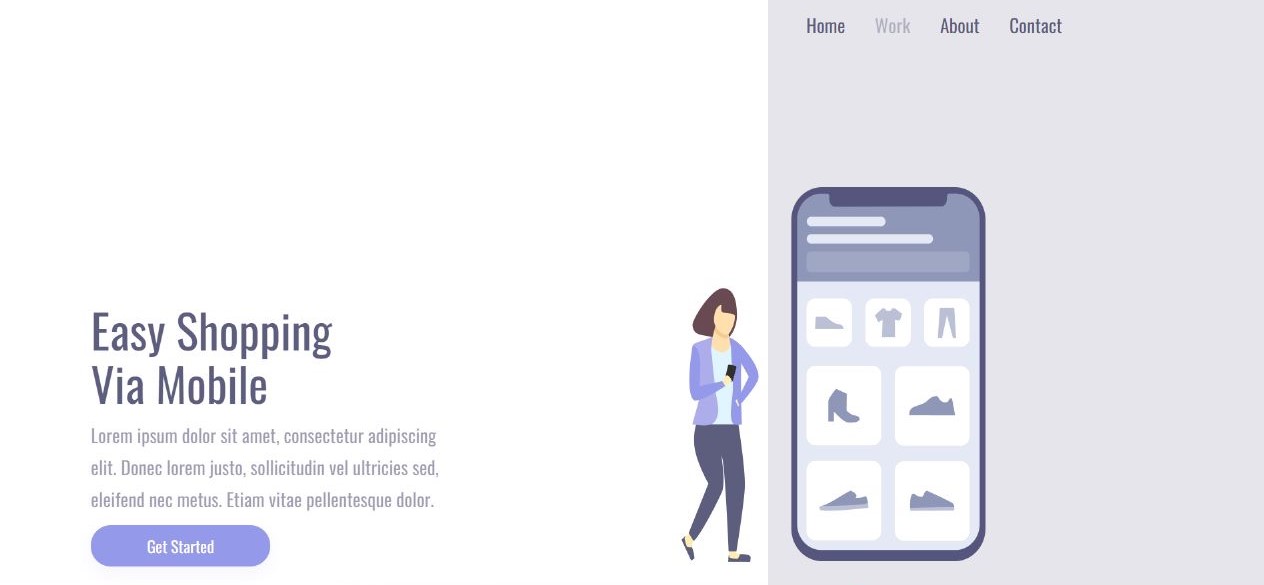 Home Work About Contact
Easy Shopping
Via Mobile
Lorem ipsum dolor sit amet, consectetur adipiscing
elit. Donec lorem justo, sollicitudin vel ultricies sed,
eleifend nec metus. Etiam vitae pellentesque dolor.
Get Started